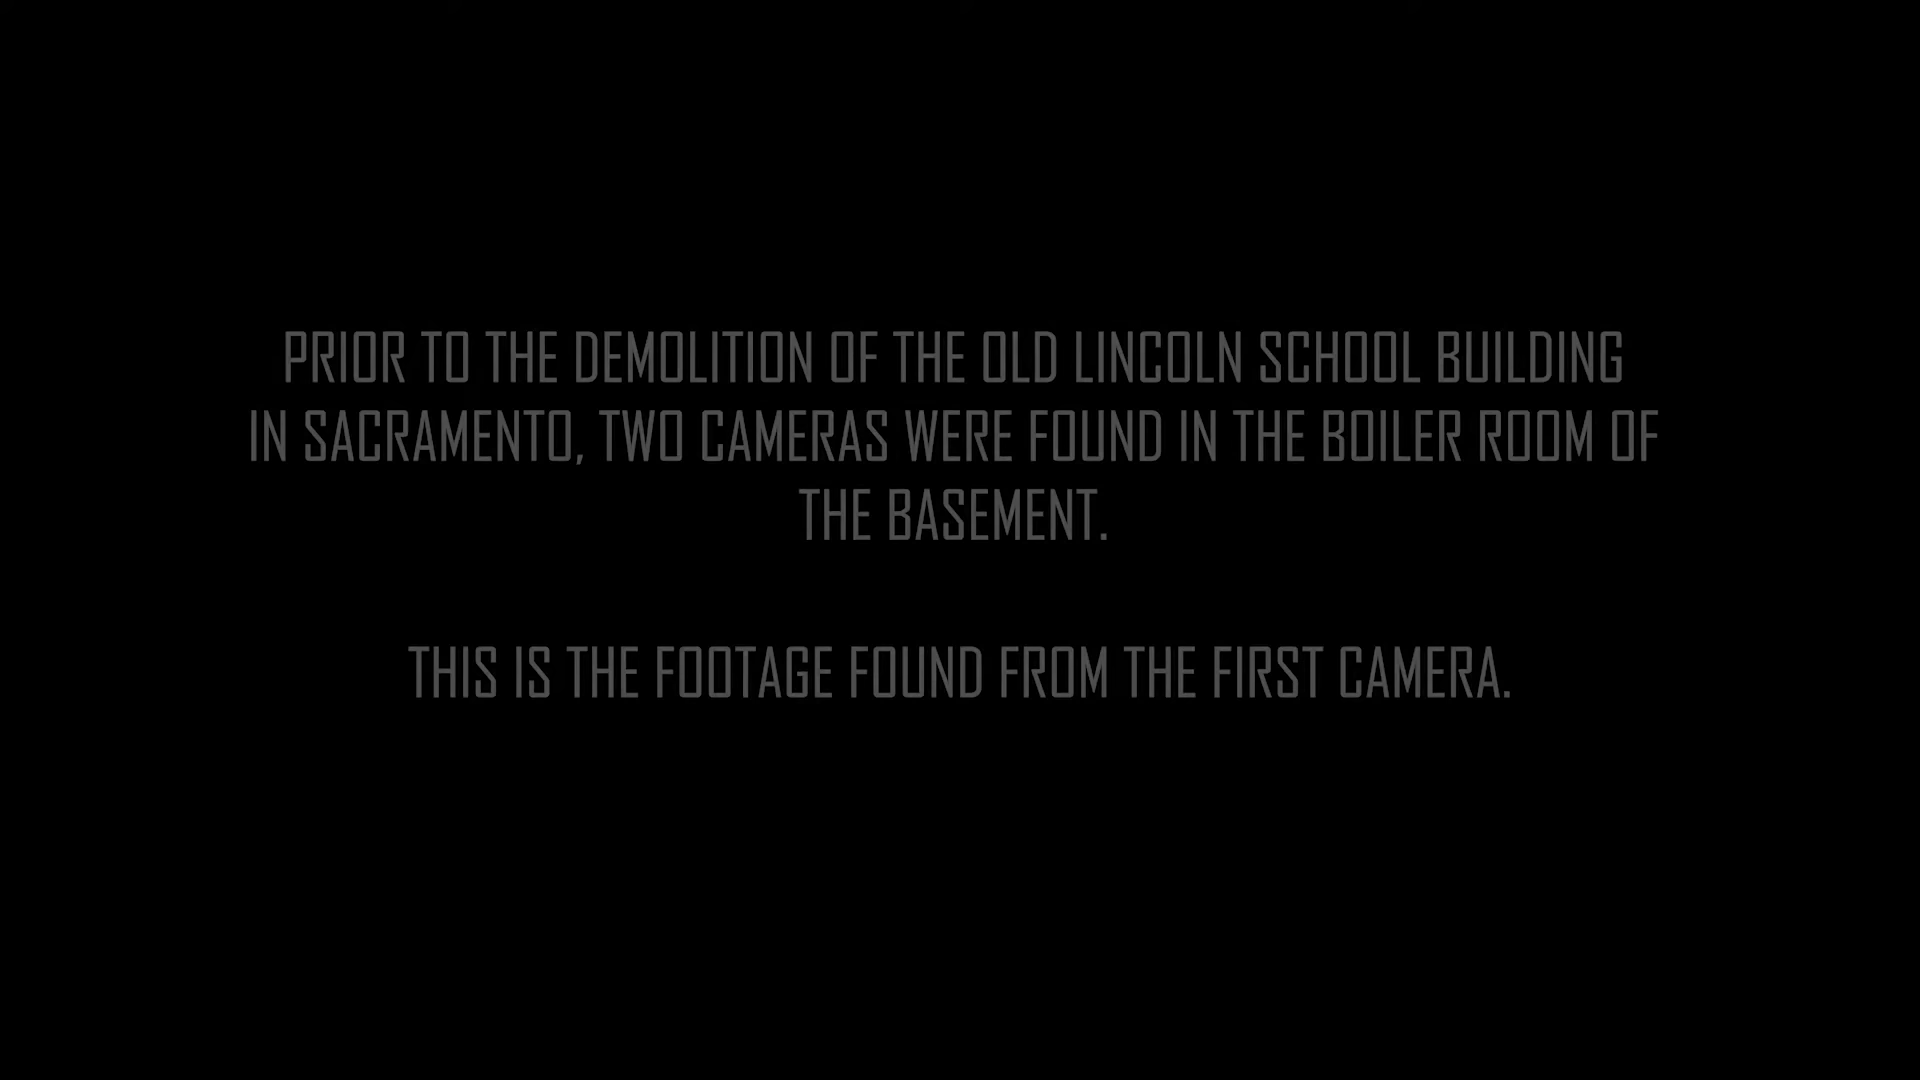 PRIOR TO THE DEMOLITION OF THE OLD LINCOLN SCHOOL BUILDING
IN SACRAMENTO, TWO CAMERAS WERE FOUND IN THE BOILER ROOM OF
THE BASEMENT.
THIS IS THE FOOTAGE FOUND FROM THE FIRST CAMERA.